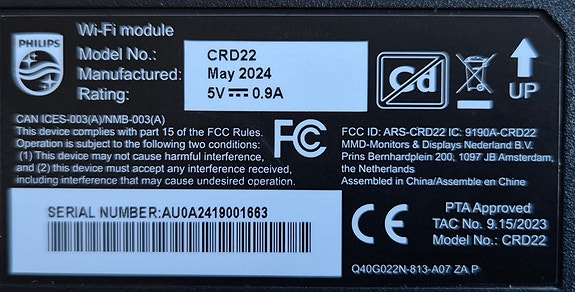 PHILIPS
Wi-Fi module
Model No.: CRD22
Manufactured: May 2024
Rating: 5V ⎓ 0.9A
Cd
UP
CAN ICES-003(A)/NMB-003(A)
This device complies with part 15 of the FCC Rules.
Operation is subject to the following two conditions:
(1) This device may not cause harmful interference,
and (2) this device must accept any interference received,
including interference that may cause undesired operation.
FC
FCC ID: ARS-CRD22 IC: 9190A-CRD22
MMD-Monitors & Displays Nederland B.V.
Prins Bernhardplein 200, 1097 JB Amsterdam,
the Netherlands
Assembled in China/Assemble en Chine
SERIAL NUMBER:AU0A2419001663
CE
PTA Approved
TAC No. 9.15/2023
Model No.: CRD22
Q40G022N-813-A07 ZA P